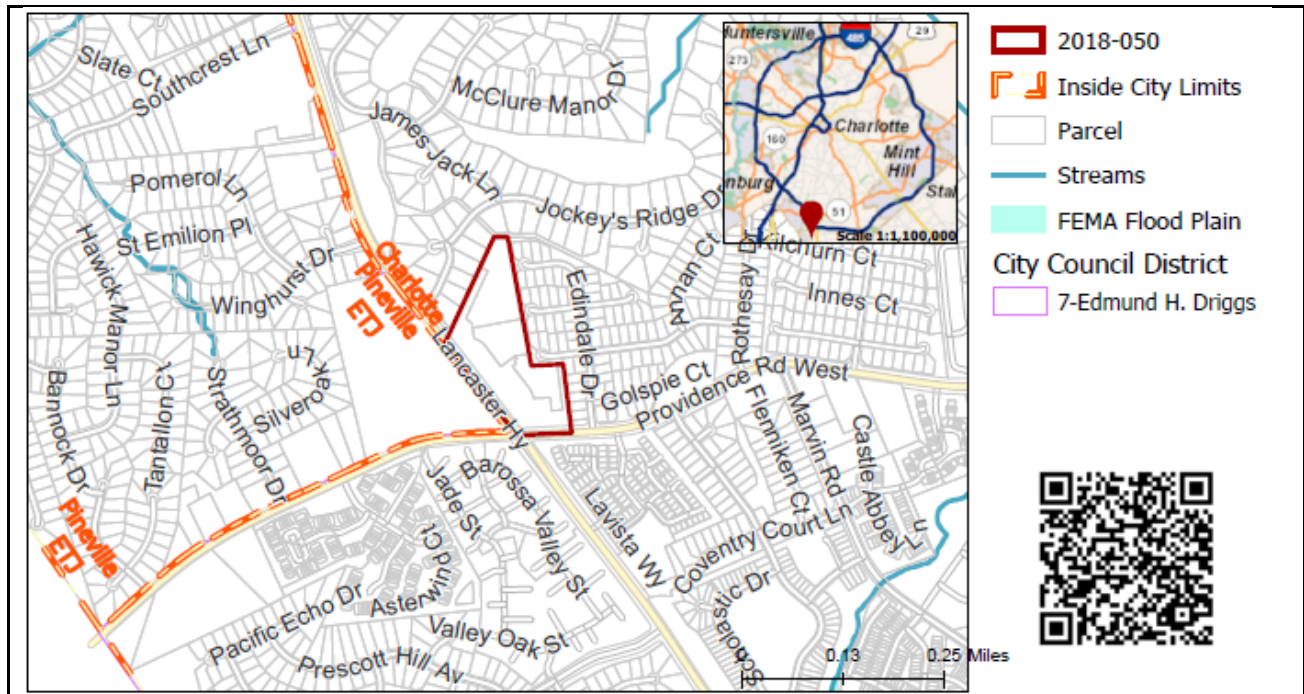 Slate Ct
Southcrest Ln
McClure Manor Dr
James Jack Ln
Pomerol Ln
Jockey's Ridge Dr
St Emilion Pl
Hawick Manor Ln
Winghurst Dr
Charlotte
Pineville
ETJ
Edindale Dr
Annan Ct
Rothesay Dr
Kilchurn Ct
Innes Ct
Lancaster Hy
Bannock Dr
Tantallon Ct
Strathmoor Dr
Silveroak Ln
Golspie Ct
Providence Rd West
Flenniken Ct
Marvin Rd
Castle Abbey Ln
Pineville
ETJ
Jade St
Barossa Valley St
Lavista Wy
Coventry Court Ln
Asterwind Ct
Pacific Echo Dr
Valley Oak St
Prescott Hill Av
Scholastic Dr
0 0.13 0.25 Miles
Huntersville
485
29
273
Charlotte
160
Mint
Hill
51
Scale 1:1,100,000
2018-050
Inside City Limits
Parcel
Streams
FEMA Flood Plain
City Council District
7-Edmund H. Driggs